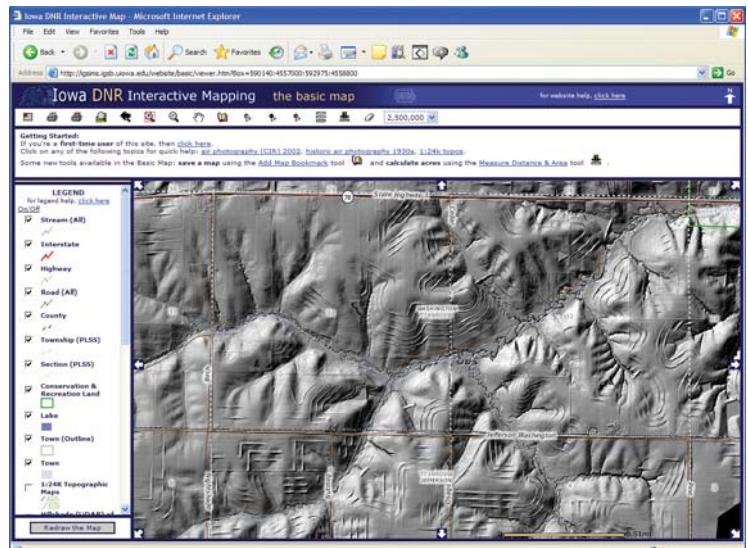 Iowa DNR Interactive Map - Microsoft Internet Explorer
File Edit View Favorites Tools Help
Back Search Favorites
Address http://igsims.igsb.uiowa.edu/website/basic/viewer.htm?Box=590140:4557000:592975:4558800 Go
Iowa DNR Interactive Mapping the basic map for website help, click here N
2,500,000
Getting Started:
If you're a first-time user of this site, then click here.
Click on any of the following topics for quick help: air photography (CIR) 2002, historic air photography 1930s, 1:24k topos.
Some new tools available in the Basic Map: save a map using the Add Map Bookmark tool and calculate acres using the Measure Distance & Area tool .
LEGEND
for legend help, click here
On/Off
Stream (All)
Interstate
Highway
Road (All)
County
Township (PLSS)
Section (PLSS)
Conservation &
Recreation Land
Lake
Town (Outline)
Town
1:24K Topographic
Maps
Hillshade (LiDAR) of
Redraw the Map
State Highway
78
WASHINGTON
Jefferson Washington
JEFFERSON
.51mi